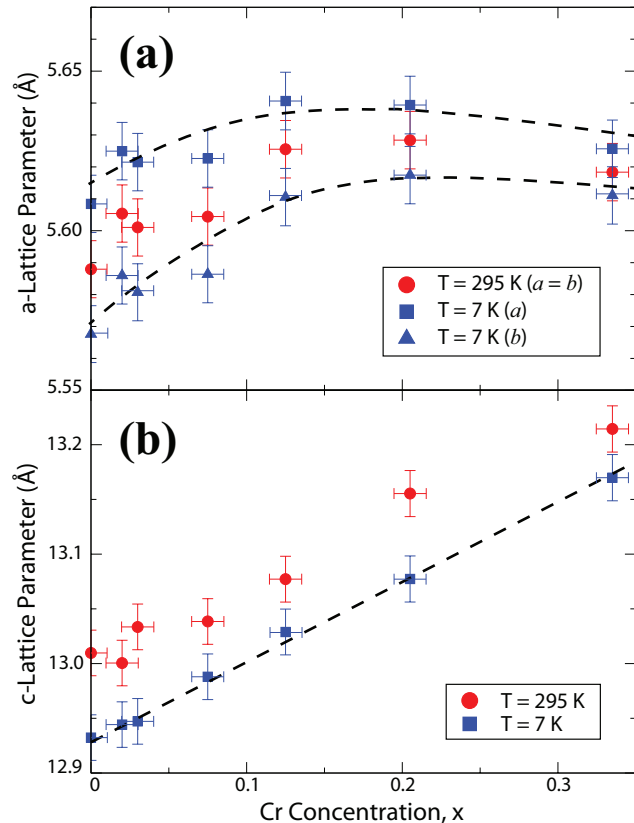 (a)
a-Lattice Parameter (Å)
5.65
5.60
5.55
T = 295 K (a = b)
T = 7 K (a)
T = 7 K (b)
(b)
c-Lattice Parameter (Å)
13.2
13.1
13.0
12.9
T = 295 K
T = 7 K
0 0.1 0.2 0.3
Cr Concentration, x